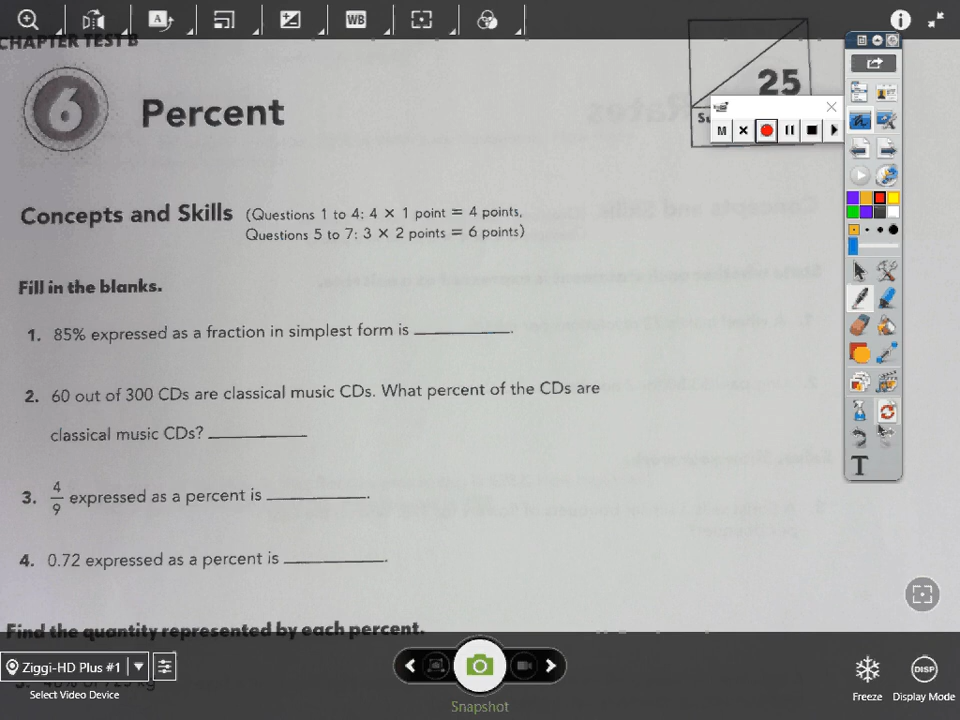 WB
CHAPTER TEST B
6
Percent
25
M
Concepts and Skills (Questions 1 to 4: 4 × 1 point = 4 points,
Questions 5 to 7: 3 × 2 points = 6 points)
Fill in the blanks.
1. 85% expressed as a fraction in simplest form is ____________.
2. 60 out of 300 CDs are classical music CDs. What percent of the CDs are
classical music CDs? ____________
3. 4/9 expressed as a percent is ____________.
4. 0.72 expressed as a percent is ____________.
T
Find the quantity represented by each percent.
Ziggi-HD Plus #1
Select Video Device
Snapshot
Freeze
DISP
Display Mode